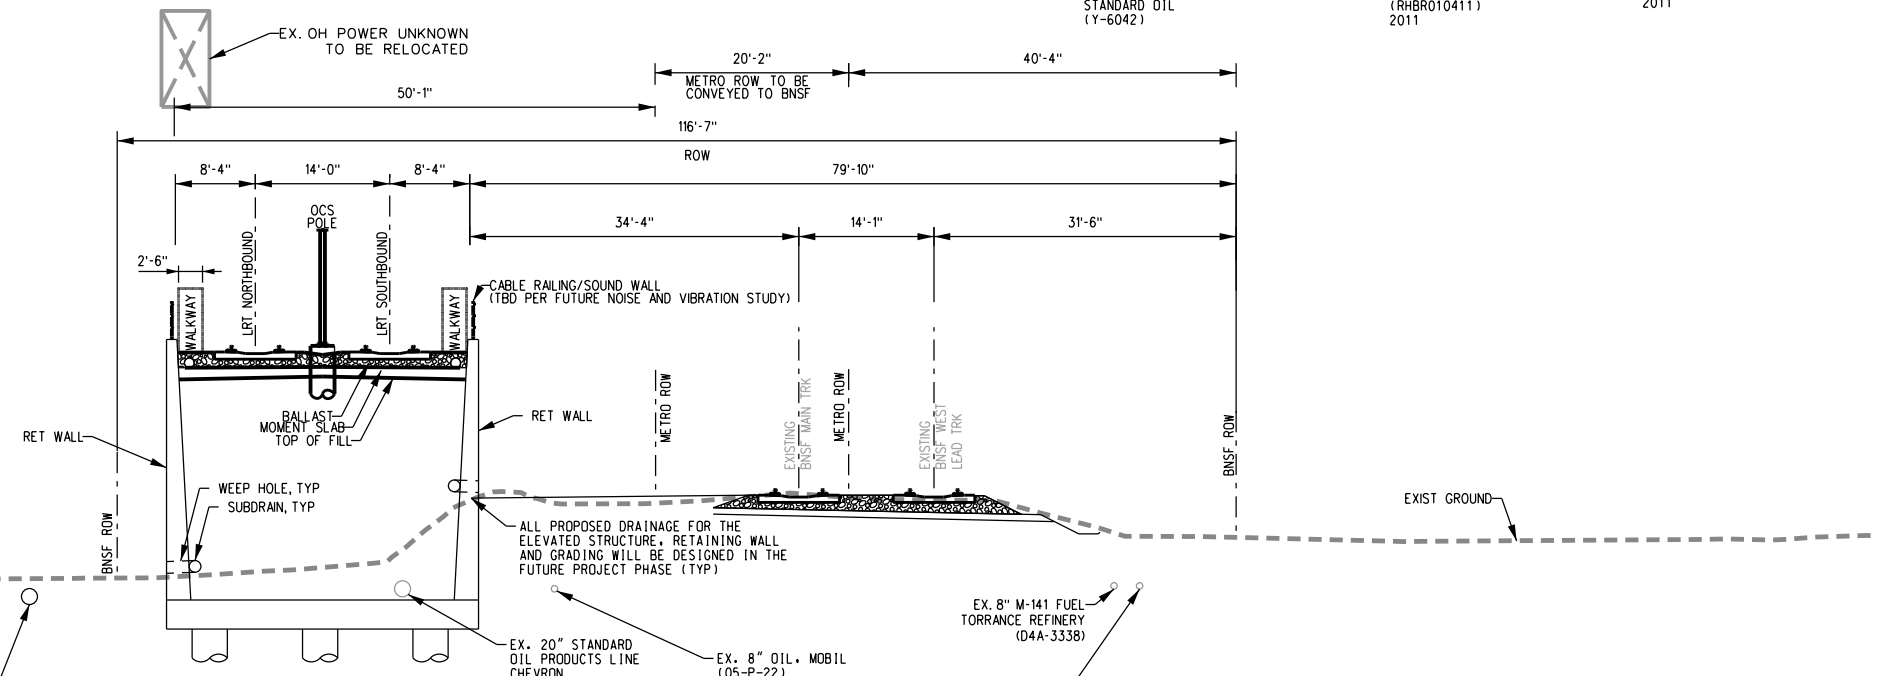 STANDARD OIL
(Y-6042)
(RHBR010411)
2011
2011
EX. OH POWER UNKNOWN
TO BE RELOCATED
20'-2"
40'-4"
METRO ROW TO BE
CONVEYED TO BNSF
50'-1"
116'-7"
ROW
8'-4"
14'-0"
8'-4"
79'-10"
OCS
POLE
34'-4"
14'-1"
31'-6"
2'-6"
LRT NORTHBOUND
LRT SOUTHBOUND
WALKWAY
WALKWAY
CABLE RAILING/SOUND WALL
(TBD PER FUTURE NOISE AND VIBRATION STUDY)
BALLAST
MOMENT SLAB
TOP OF FILL
RET WALL
RET WALL
METRO ROW
EXISTING
BNSF MAIN TRK
METRO ROW
EXISTING
BNSF WEST
LEAD TRK
BNSF ROW
WEEP HOLE, TYP
SUBDRAIN, TYP
BNSF ROW
EXIST GROUND
ALL PROPOSED DRAINAGE FOR THE
ELEVATED STRUCTURE, RETAINING WALL
AND GRADING WILL BE DESIGNED IN THE
FUTURE PROJECT PHASE (TYP)
EX. 8" M-141 FUEL
TORRANCE REFINERY
(D4A-3338)
EX. 20" STANDARD
OIL PRODUCTS LINE
CHEVRON
EX. 8" OIL, MOBIL
(05-P-22)